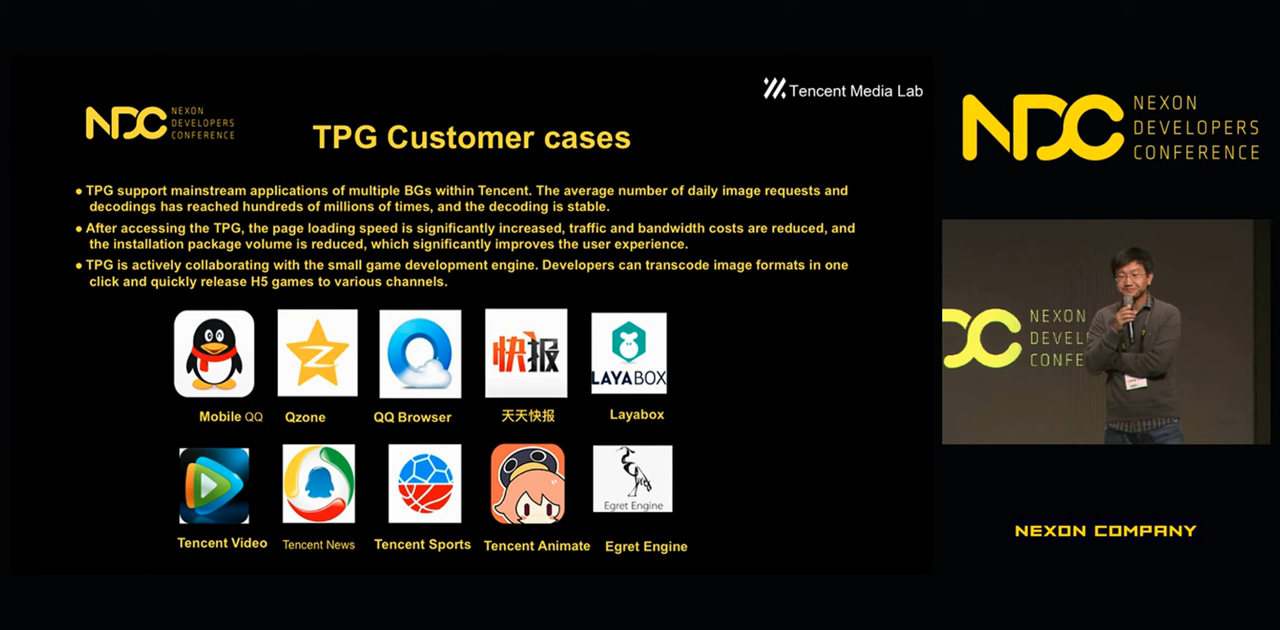 Tencent Media Lab
NDC NEXON
DEVELOPERS
CONFERENCE
TPG Customer cases
● TPG support mainstream applications of multiple BGs within Tencent. The average number of daily image requests and
decodings has reached hundreds of millions of times, and the decoding is stable.
● After accessing the TPG, the page loading speed is significantly increased, traffic and bandwidth costs are reduced, and
the installation package volume is reduced, which significantly improves the user experience.
● TPG is actively collaborating with the small game development engine. Developers can transcode image formats in one
click and quickly release H5 games to various channels.
快报
LAYABOX
Mobile QQ
Qzone
QQ Browser
天天快报
Layabox
Egret Engine
Tencent Video
Tencent News
Tencent Sports
Tencent Animate
Egret Engine
NDC NEXON
DEVELOPERS
CONFERENCE
DC NEXON
DEVEL
CONFE
NEXON COMPANY